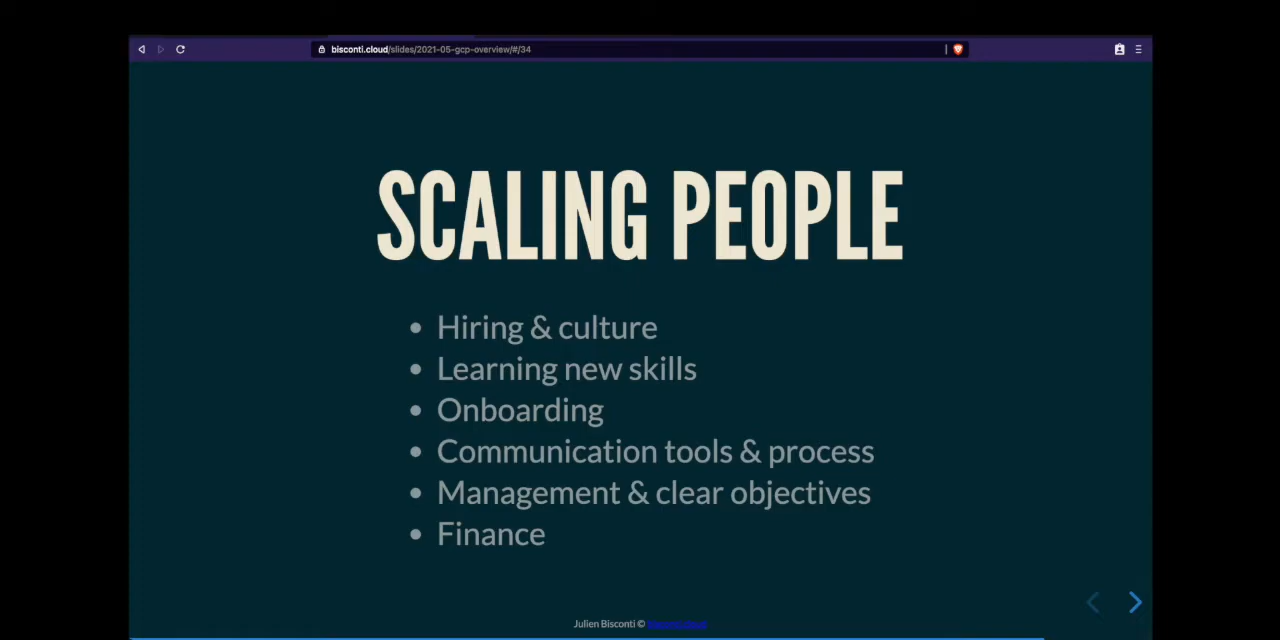 bisconti.cloud/slides/2021-05-gcp-overview/#/34
SCALING PEOPLE
Hiring & culture
Learning new skills
Onboarding
Communication tools & process
Management & clear objectives
Finance
Julien Bisconti ©